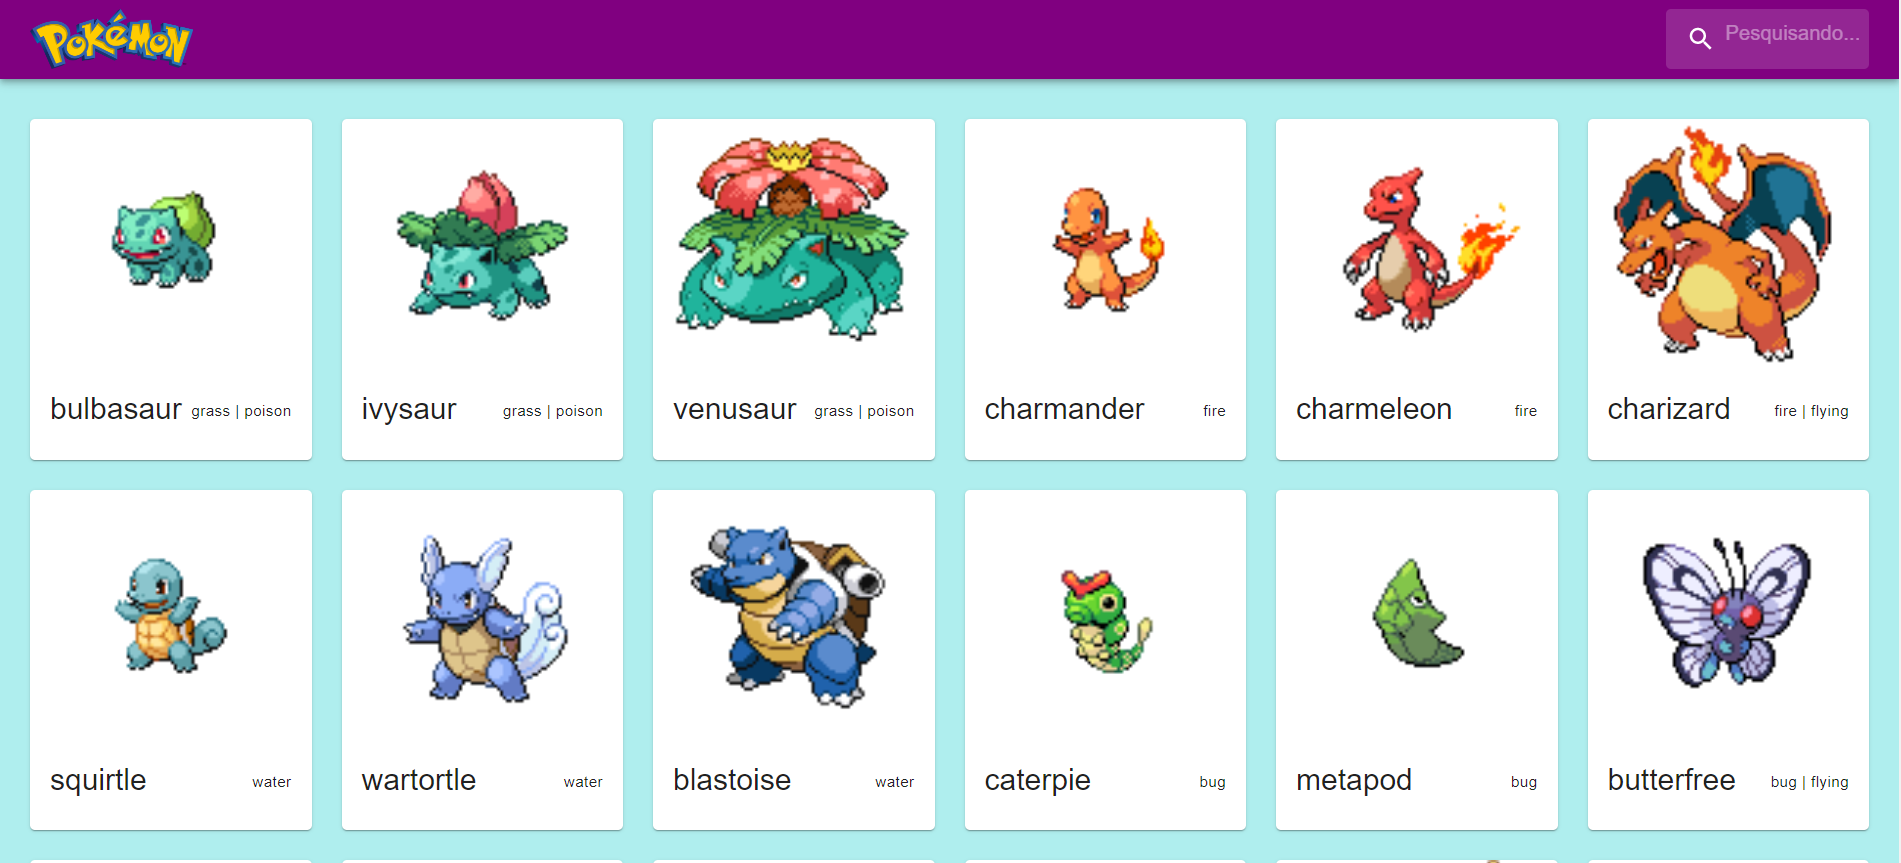 Pokémon
Pesquisando...
bulbasaur grass | poison
ivysaur grass | poison
venusaur grass | poison
charmander fire
charmeleon fire
charizard fire | flying
squirtle water
wartortle water
blastoise water
caterpie bug
metapod bug
butterfree bug | flying